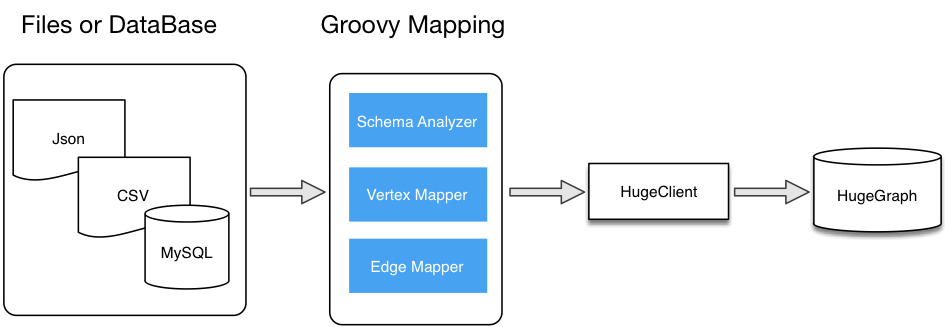 Files or DataBase
Groovy Mapping
Json
CSV
MySQL
Schema Analyzer
Vertex Mapper
Edge Mapper
HugeClient
HugeGraph